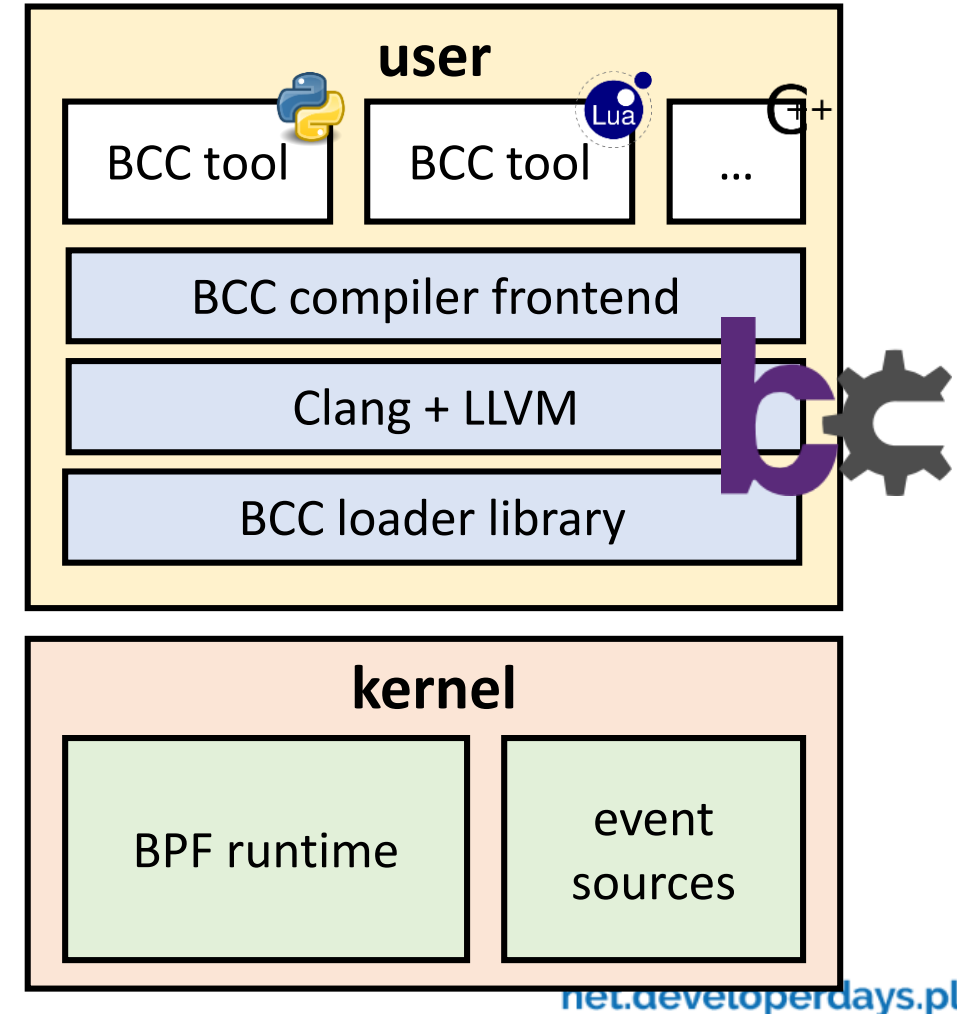 user
BCC tool
Lua
BCC tool
C++
...
BCC compiler frontend
Clang + LLVM
bc
BCC loader library
kernel
BPF runtime
event
sources
net.developerdays.pl